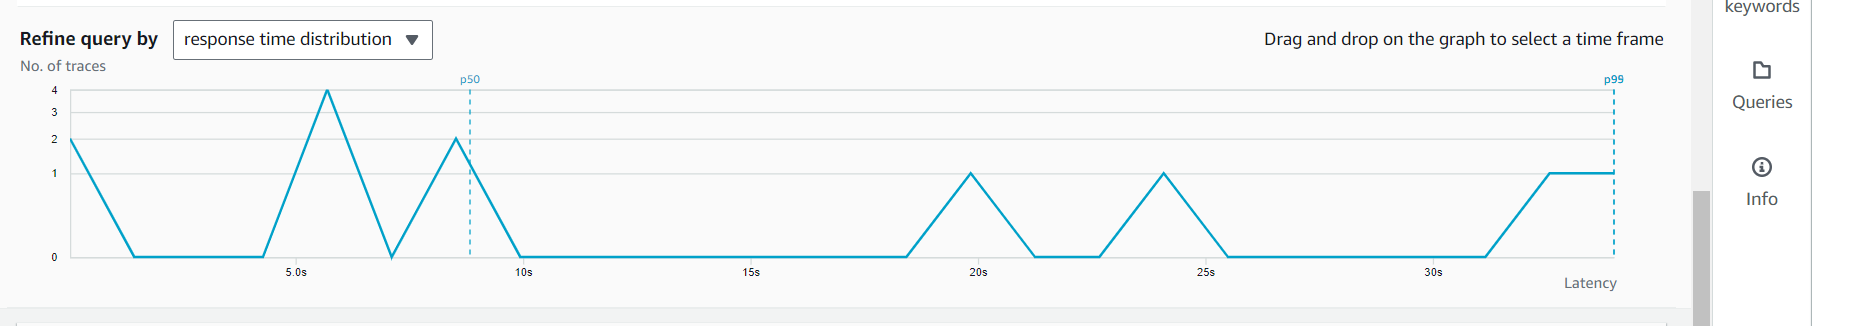 keywords
Refine query by
response time distribution
Drag and drop on the graph to select a time frame
No. of traces
p50
p99
4
3
2
1
0
5.0s
10s
15s
20s
25s
30s
Latency
Queries
Info